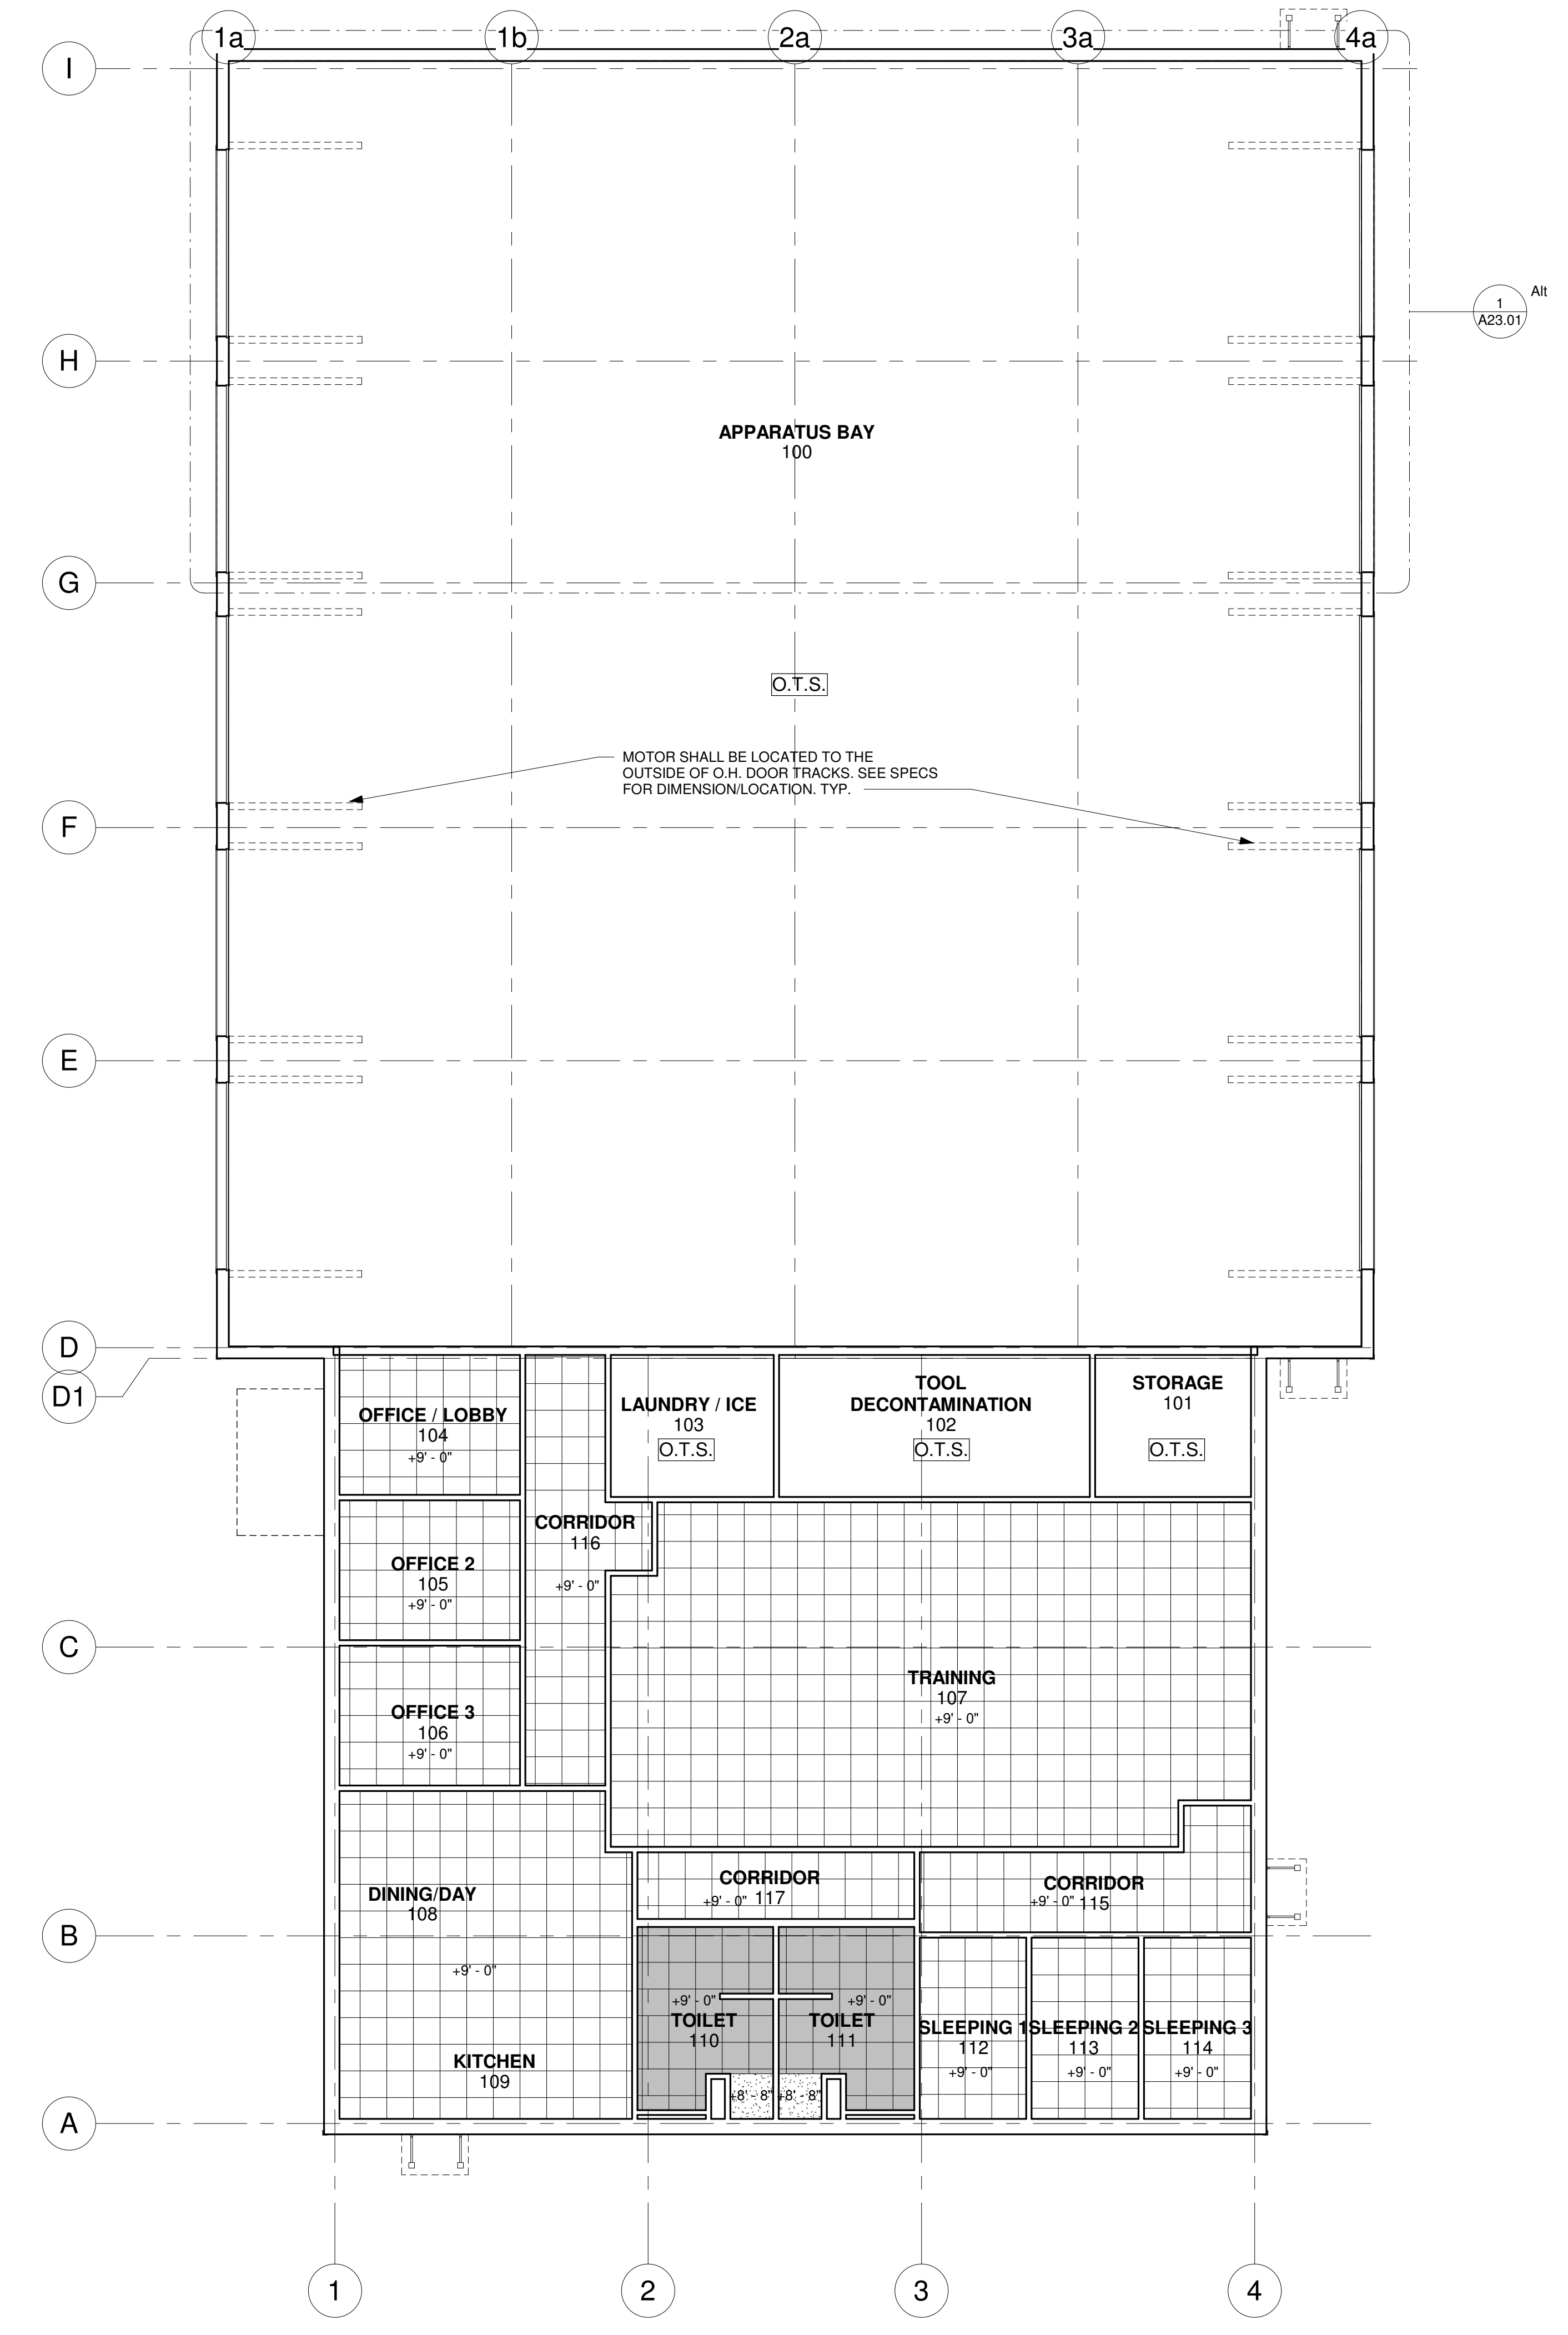 1a
1b
2a
3a
4a
I
Alt
1
A23.01
H
APPARATUS BAY
100
G
O.T.S.
MOTOR SHALL BE LOCATED TO THE
OUTSIDE OF O.H. DOOR TRACKS. SEE SPECS
FOR DIMENSION/LOCATION. TYP.
F
E
D
D1
OFFICE / LOBBY
104
+9' - 0"
LAUNDRY / ICE
103
O.T.S.
TOOL
DECONTAMINATION
102
O.T.S.
STORAGE
101
O.T.S.
CORRIDOR
116
+9' - 0"
OFFICE 2
105
+9' - 0"
C
TRAINING
107
+9' - 0"
OFFICE 3
106
+9' - 0"
CORRIDOR
+9' - 0" 117
CORRIDOR
+9' - 0" 115
DINING/DAY
108
B
+9' - 0"
+9' - 0"
TOILET
110
+9' - 0"
TOILET
111
SLEEPING 1
112
+9' - 0"
SLEEPING 2
113
+9' - 0"
SLEEPING 3
114
+9' - 0"
KITCHEN
109
+8' - 8"
+8' - 8"
A
1
2
3
4